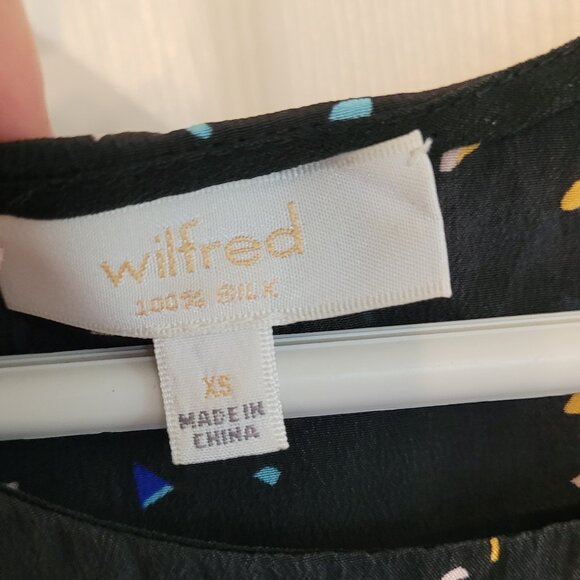 wilfred
100% SILK
XS
MADE IN
CHINA